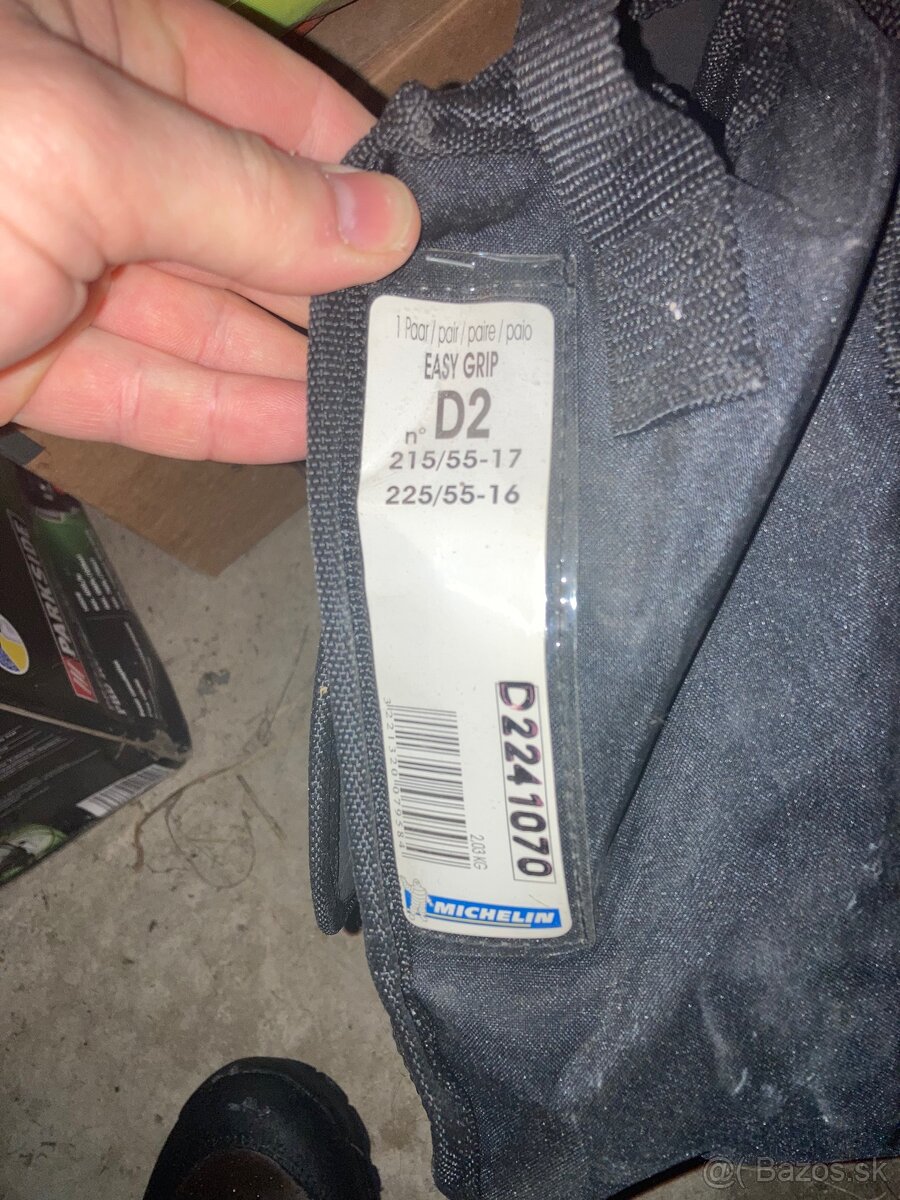 1 Paar / pair / paire / paio
EASY GRIP
n° D2
215/55-17
225/55-16
3221320079584
2.03 KG
D2241070
MICHELIN
PARKSIDE
@( Bazos.sk